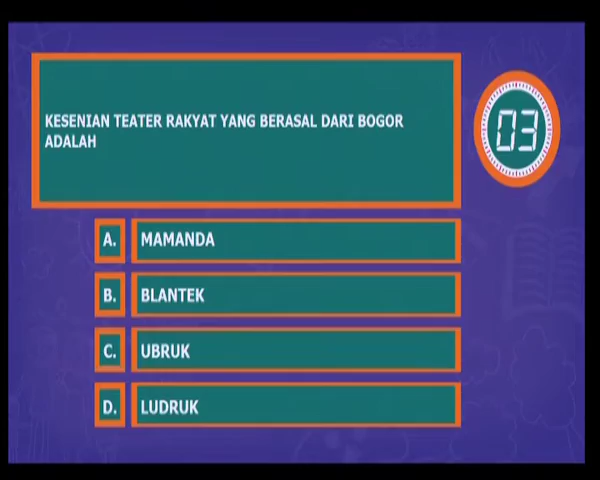 KESENIAN TEATER RAKYAT YANG BERASAL DARI BOGOR
ADALAH
03
A. MAMANDA
B. BLANTEK
C. UBRUK
D. LUDRUK